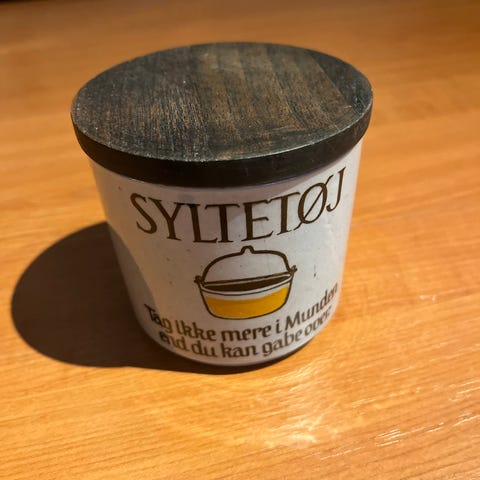 SYLTETØJ
Tag ikke mere i Munden
end du kan gabe over.